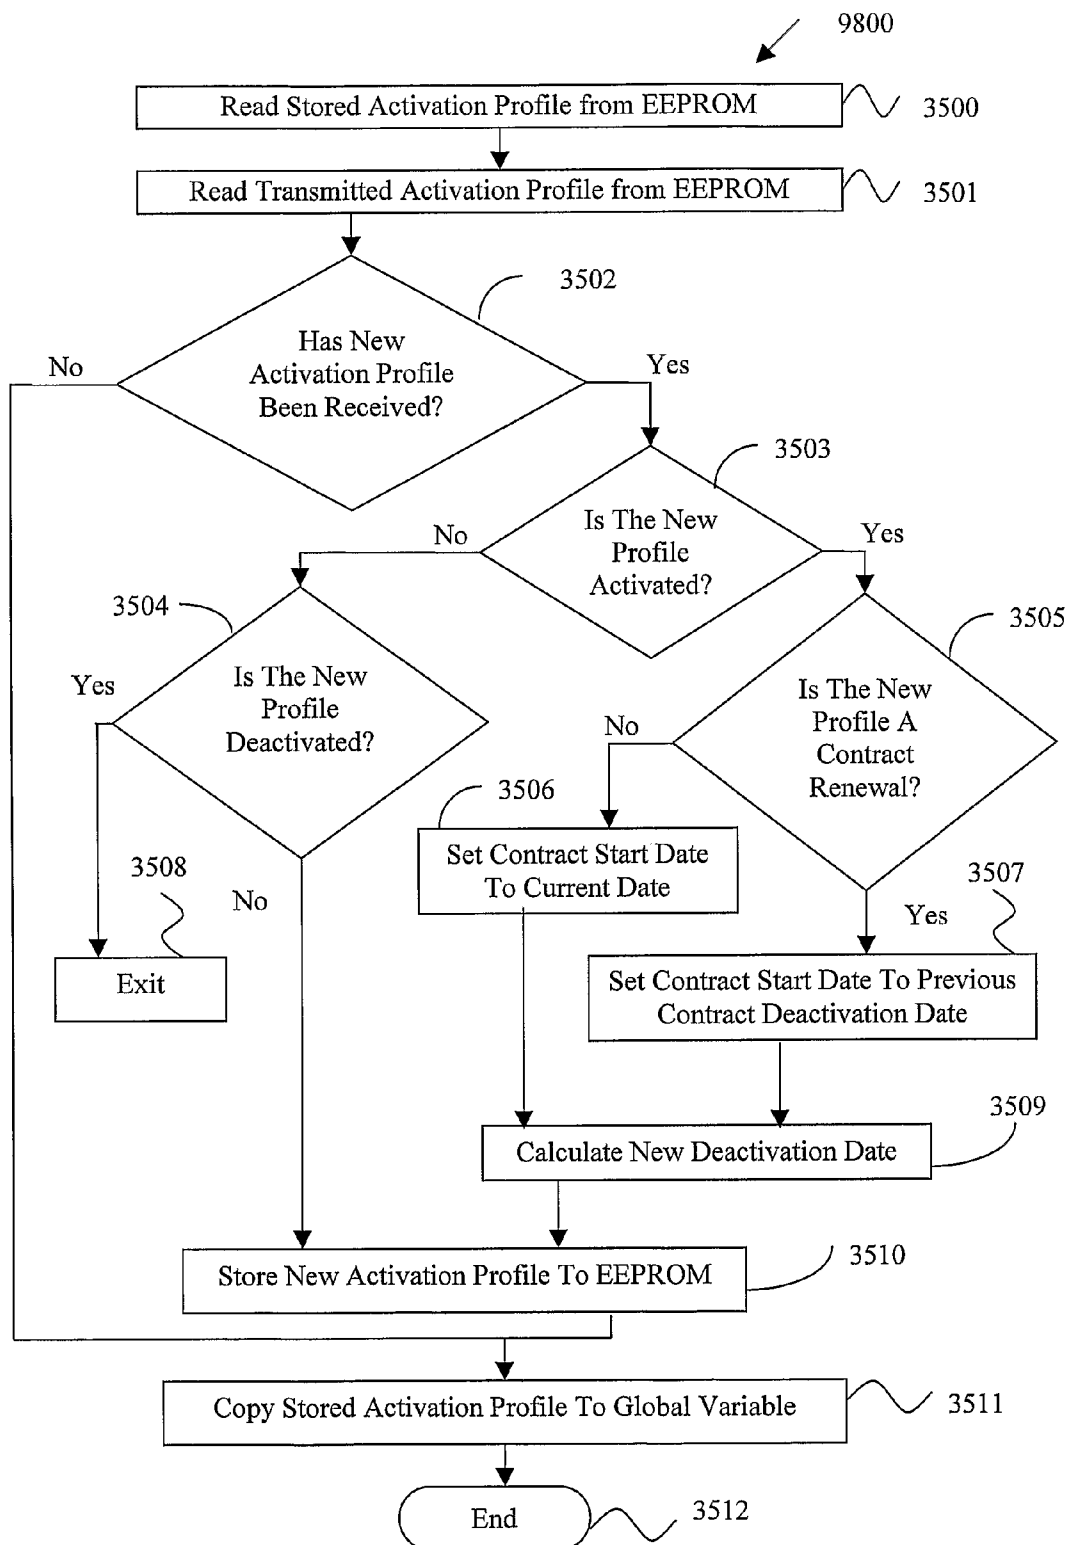 9800
Read Stored Activation Profile from EEPROM
3500
Read Transmitted Activation Profile from EEPROM
3501
3502
Has New
Activation Profile
Been Received?
No
Yes
3503
Is The New
Profile
Activated?
No
Yes
3504
Is The New
Profile
Deactivated?
Yes
No
3505
Is The New
Profile A
Contract
Renewal?
No
Yes
3506
Set Contract Start Date
To Current Date
3507
Set Contract Start Date To Previous
Contract Deactivation Date
3508
Exit
3509
Calculate New Deactivation Date
Store New Activation Profile To EEPROM
3510
Copy Stored Activation Profile To Global Variable
3511
End
3512